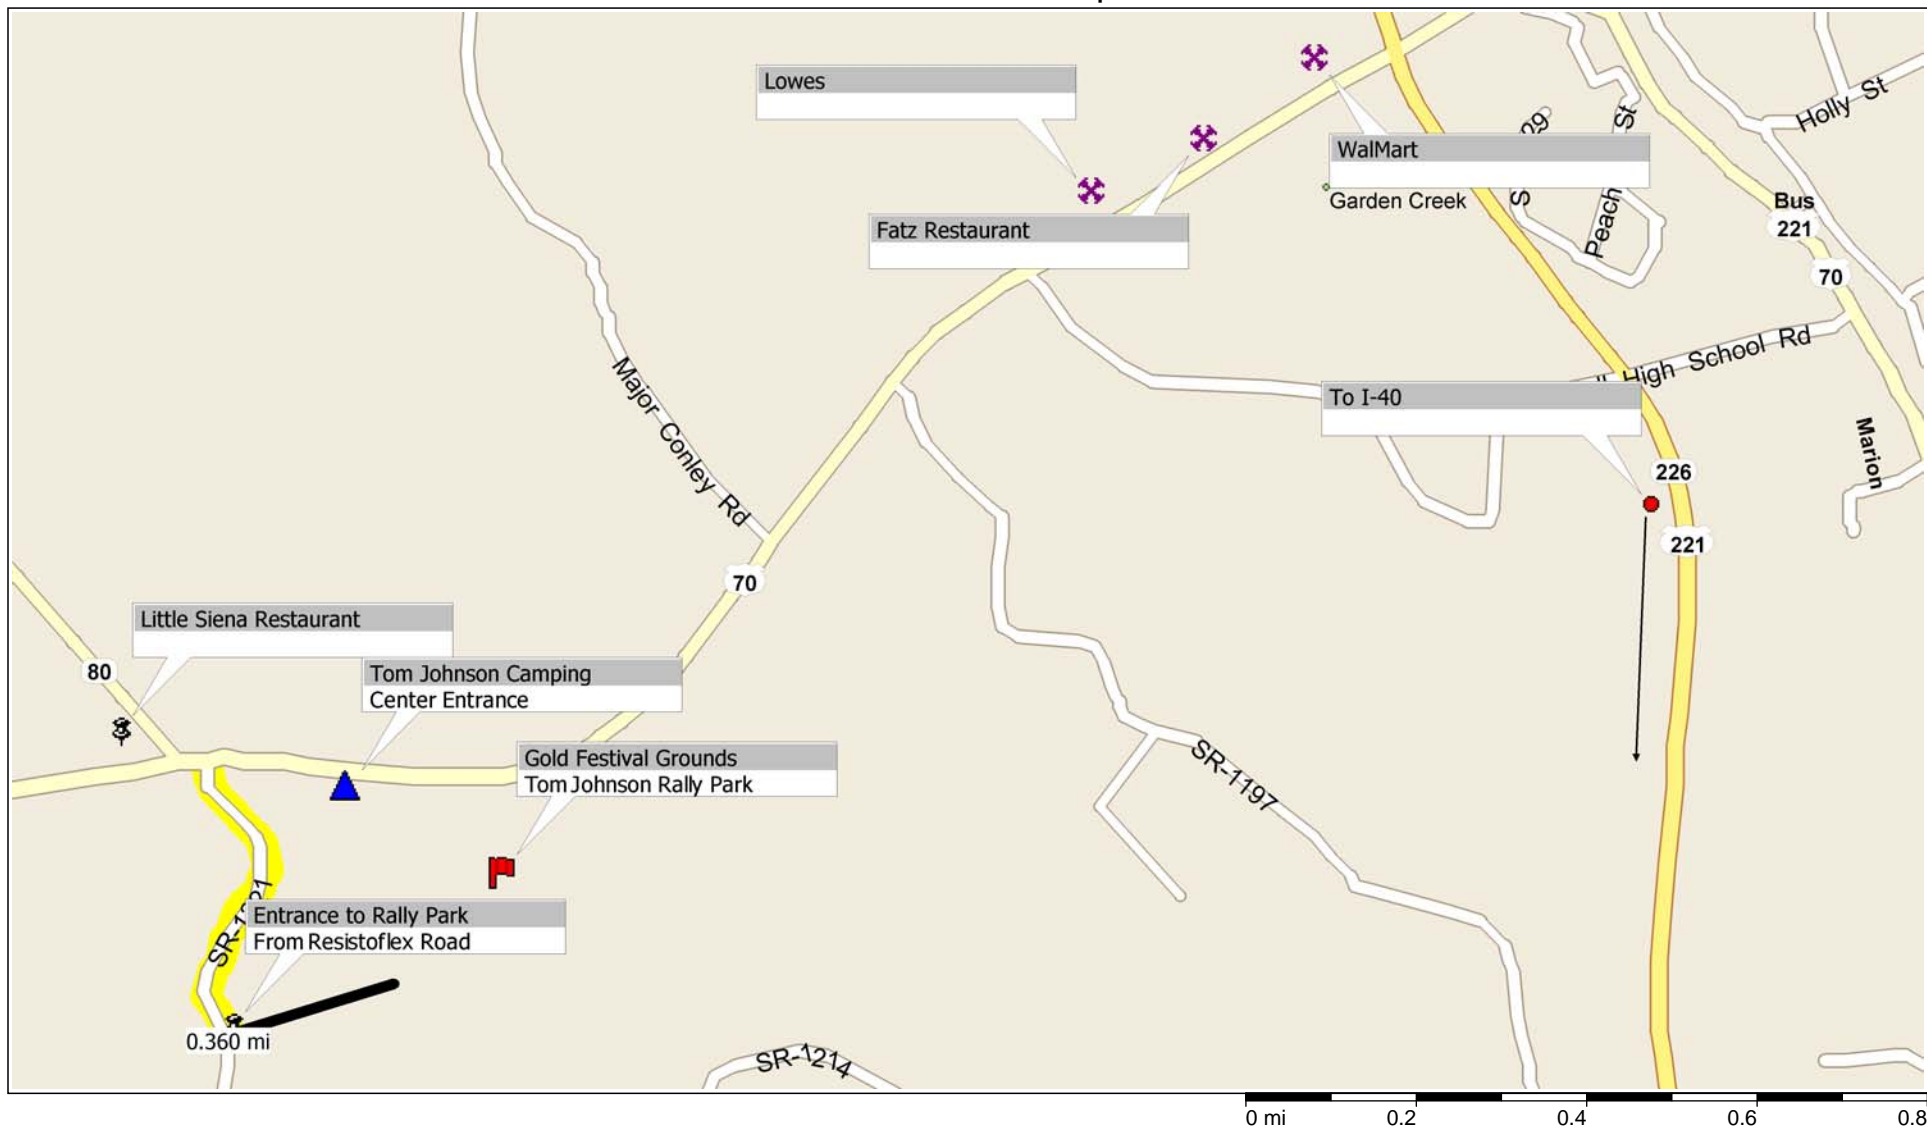 Lowes
WalMart
Fatz Restaurant
Garden Creek
Holly St
Peach St
S
Bus
221
70
High School Rd
To I-40
Marion
226
221
Major Conley Rd
70
Little Siena Restaurant
80
Tom Johnson Camping
Center Entrance
Gold Festival Grounds
Tom Johnson Rally Park
SR-1197
Entrance to Rally Park
From Resistoflex Road
0.360 mi
SR-1214
0 mi 0.2 0.4 0.6 0.8